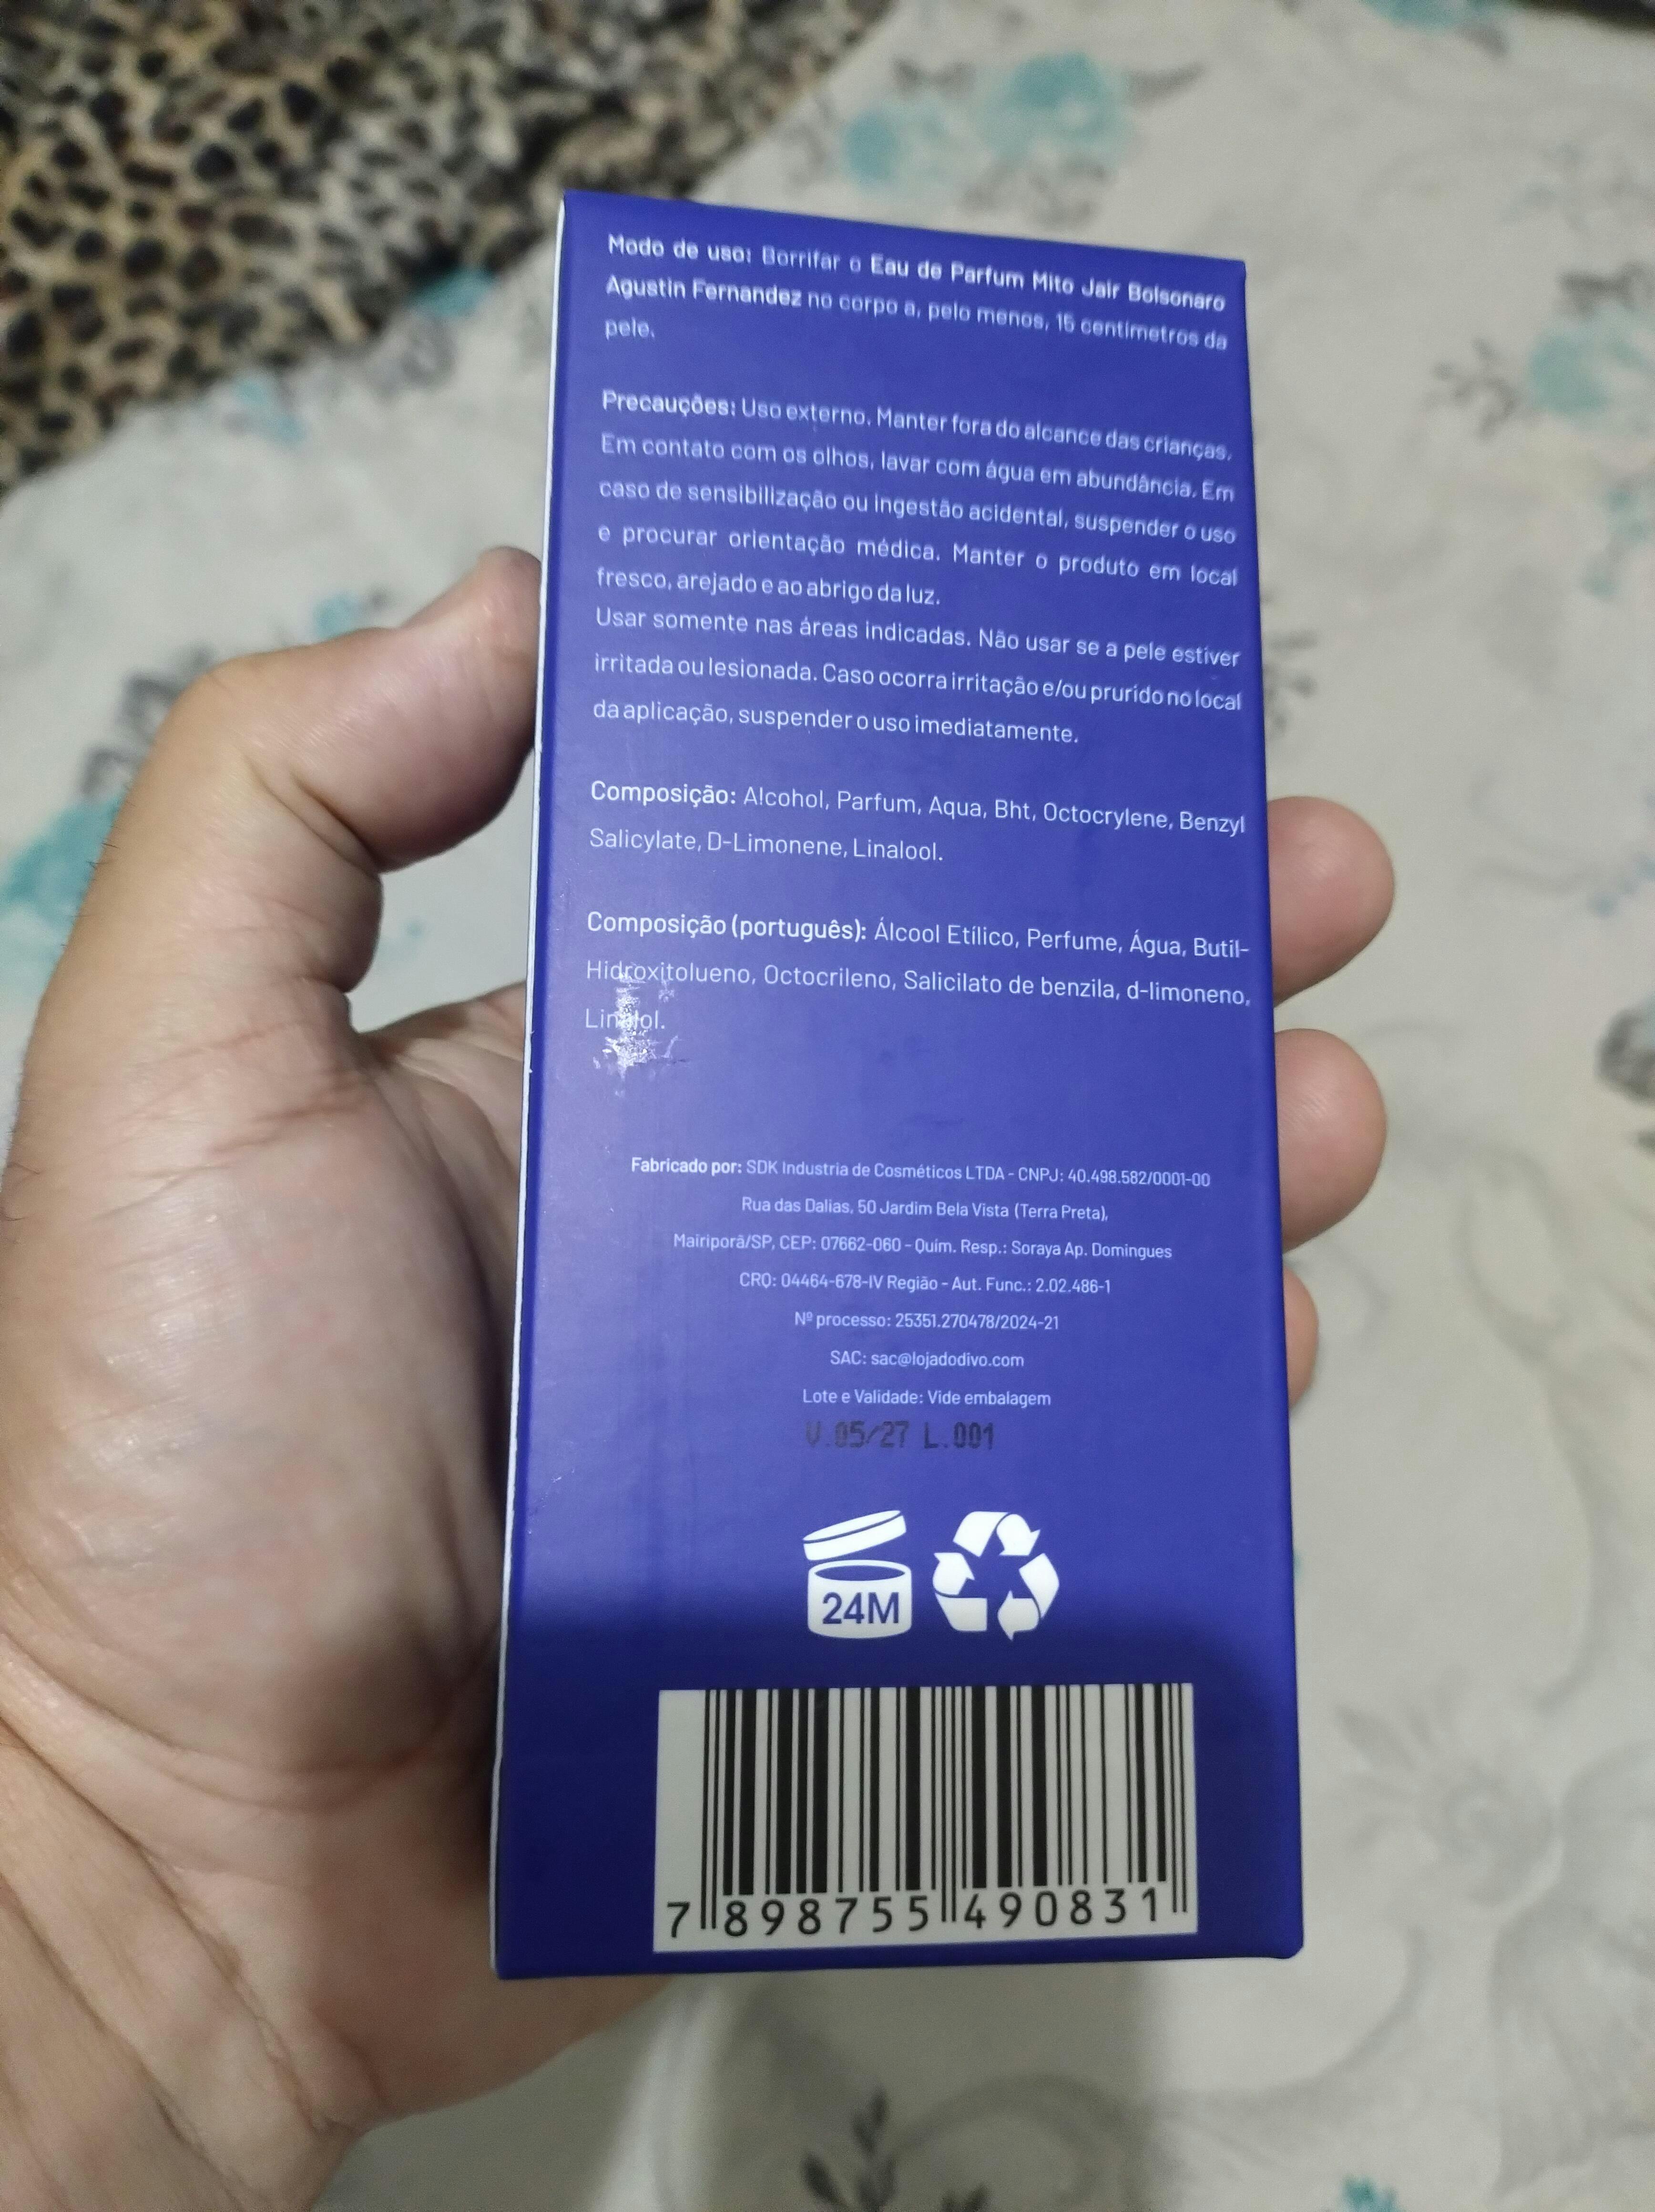 Modo de uso: Borrifar o Eau de Parfum Mito Jair Bolsonaro
Agustin Fernandez no corpo a, pelo menos, 15 centímetros da
pele.
Precauções: Uso externo. Manter fora do alcance das crianças.
Em contato com os olhos, lavar com água em abundância. Em
caso de sensibilização ou ingestão acidental, suspender o uso
e procurar orientação médica. Manter o produto em local
fresco, arejado e ao abrigo da luz.
Usar somente nas áreas indicadas. Não usar se a pele estiver
irritada ou lesionada. Caso ocorra irritação e/ou prurido no local
da aplicação, suspender o uso imediatamente.
Composição: Alcohol, Parfum, Aqua, Bht, Octocrylene, Benzyl
Salicylate, D-Limonene, Linalool.
Composição (português): Álcool Etílico, Perfume, Água, Butil-
Hidroxitolueno, Octocrileno, Salicilato de benzila, d-limoneno,
Linalol.
Fabricado por: SDK Industria de Cosméticos LTDA - CNPJ: 40.498.582/0001-00
Rua das Dalias, 50 Jardim Bela Vista (Terra Preta),
Mairiporã/SP, CEP: 07662-060 - Quím. Resp.: Soraya Ap. Domingues
CRQ: 04464-678-IV Região - Aut. Func.: 2.02.486-1
Nº processo: 25351.270478/2024-21
SAC: sac@lojadodivo.com
Lote e Validade: Vide embalagem
V.05/27 L.001
24M
7 898755 490831